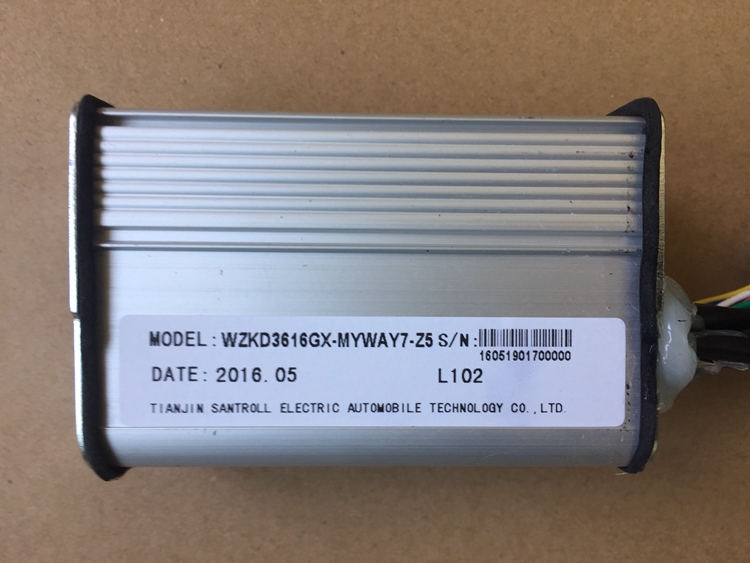 MODEL: WZKD3616GX-MYWAY7-Z5 S/N:
16051901700000
DATE: 2016.05 L102
TIANJIN SANTROLL ELECTRIC AUTOMOBILE TECHNOLOGY CO.,LTD.